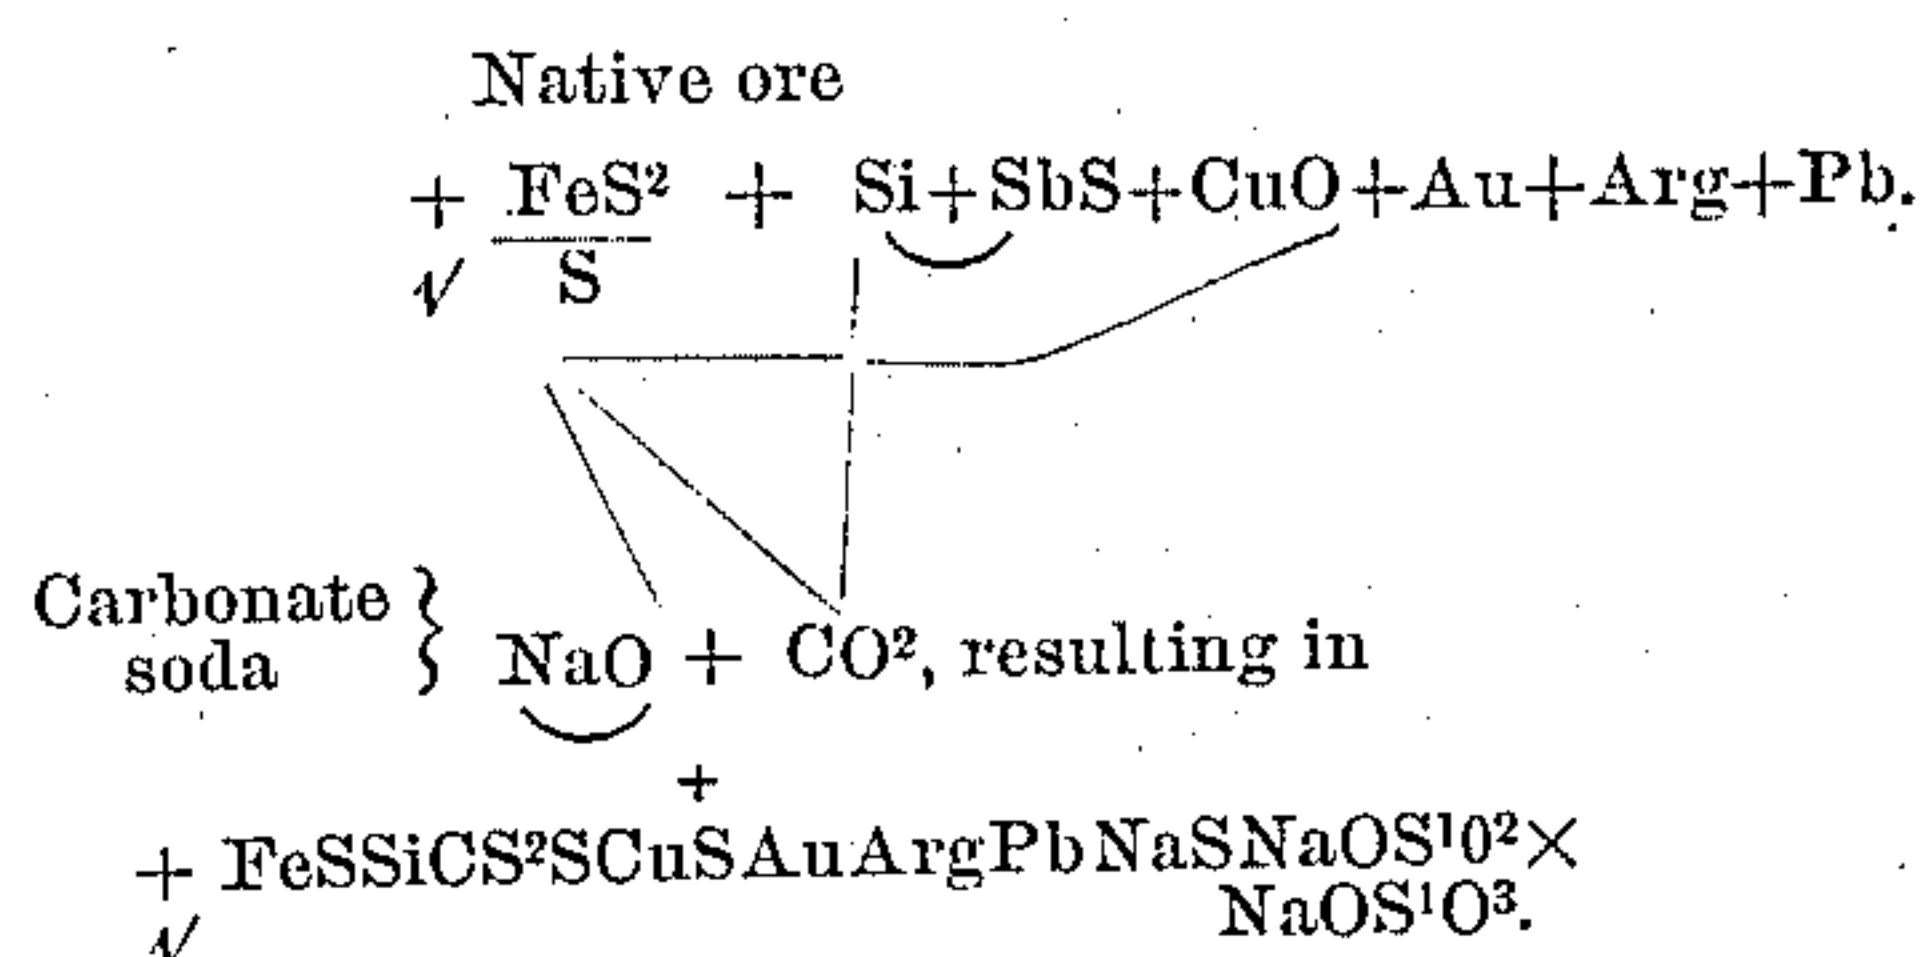 Native ore
+ FeS² + Si+SbS+CuO+Au+Arg+Pb.
√ S
Carbonate
soda } NaO + CO², resulting in
+
+ FeSSiCS²SCuSAuArgPbNaSNaOS¹0²×
√ NaOS¹O³.